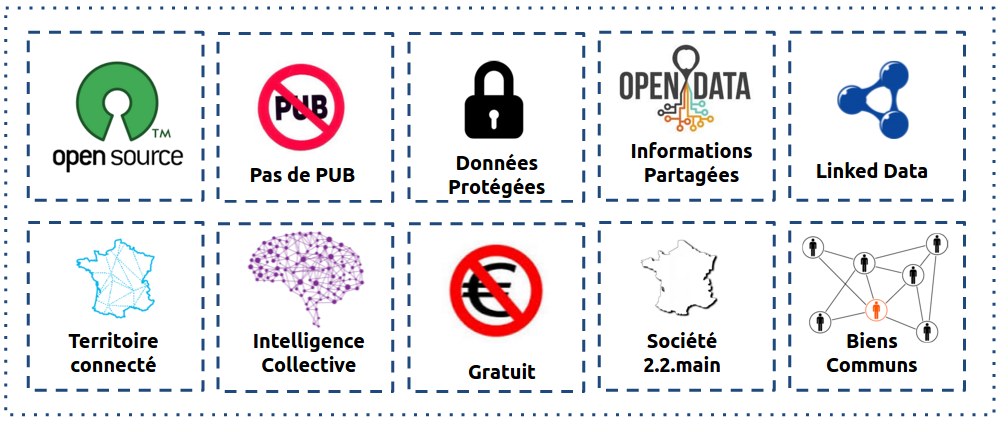 TM
open source
PUB
Pas de PUB
Données
Protégées
OPEN DATA
Informations
Partagées
Linked Data
Territoire
connecté
Intelligence
Collective
€
Gratuit
Société
2.2.main
Biens
Communs